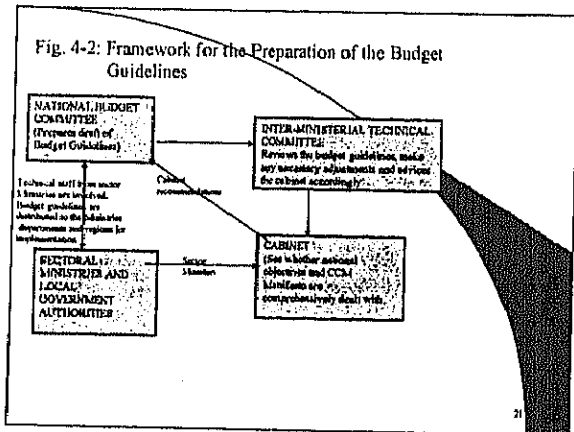 Fig. 4-2: Framework for the Preparation of the Budget
Guidelines
NATIONAL BUDGET
COMMITTEE
(Prepares draft of
Budget Guidelines)
INTER-MINISTERIAL TECHNICAL
COMMITTEE
Reviews the budget guidelines, make
any necessary adjustments and advices
the cabinet accordingly
Technical staff from sector
Ministries are involved.
Budget guidelines are
distributed to the Ministries
departments and regions for
implementation
Cabinet
recommendations
SECTORAL
MINISTRIES AND
LOCAL
GOVERNMENT
AUTHORITIES
Sector
Ministers
CABINET
(See whether national
objectives and CCM
Manifesto are
comprehensively dealt with
21